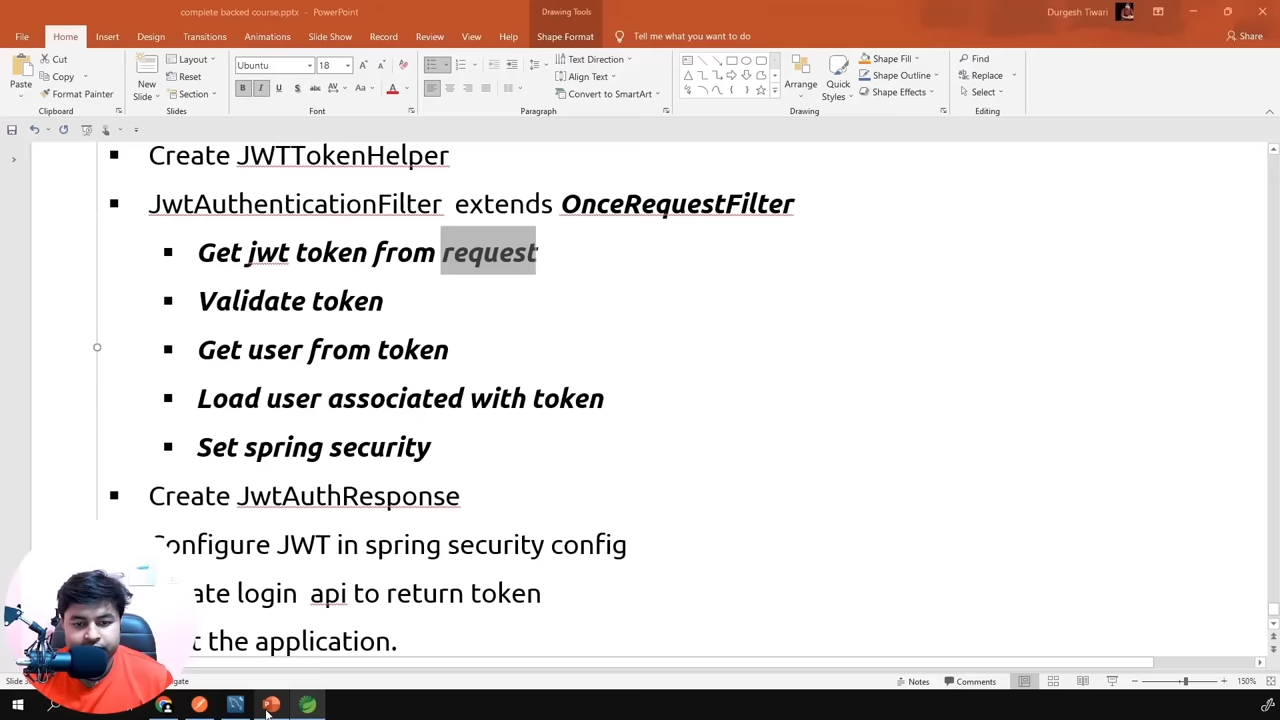 complete backed course.pptx - PowerPoint
Drawing Tools
Durgesh Tiwari
File Home Insert Design Transitions Animations Slide Show Record Review View Help Shape Format Tell me what you want to do Share
Paste
Cut
Copy
Format Painter
Clipboard
New Slide
Layout
Reset
Section
Slides
Ubuntu 18
B I U S
Font
Text Direction
Align Text
Convert to SmartArt
Paragraph
Arrange
Quick Styles
Shape Fill
Shape Outline
Shape Effects
Drawing
Find
Replace
Select
Editing
Create JWTTokenHelper
JwtAuthenticationFilter extends OnceRequestFilter
Get jwt token from request
Validate token
Get user from token
Load user associated with token
Set spring security
Create JwtAuthResponse
Configure JWT in spring security config
login api to return token
the application.
Notes Comments 150%